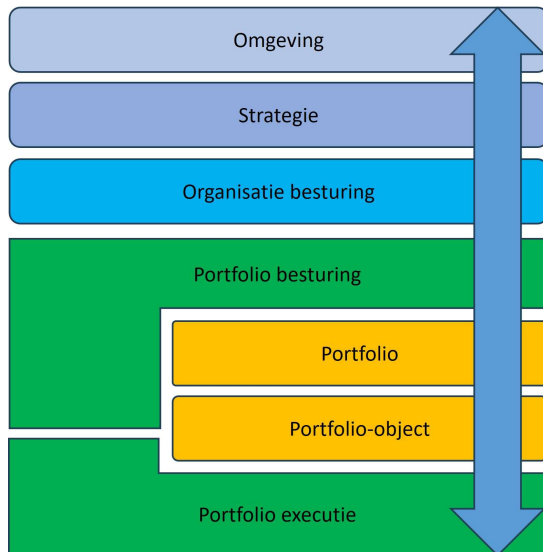 Omgeving
Strategie
Organisatie besturing
Portfolio besturing
Portfolio
Portfolio-object
Portfolio executie